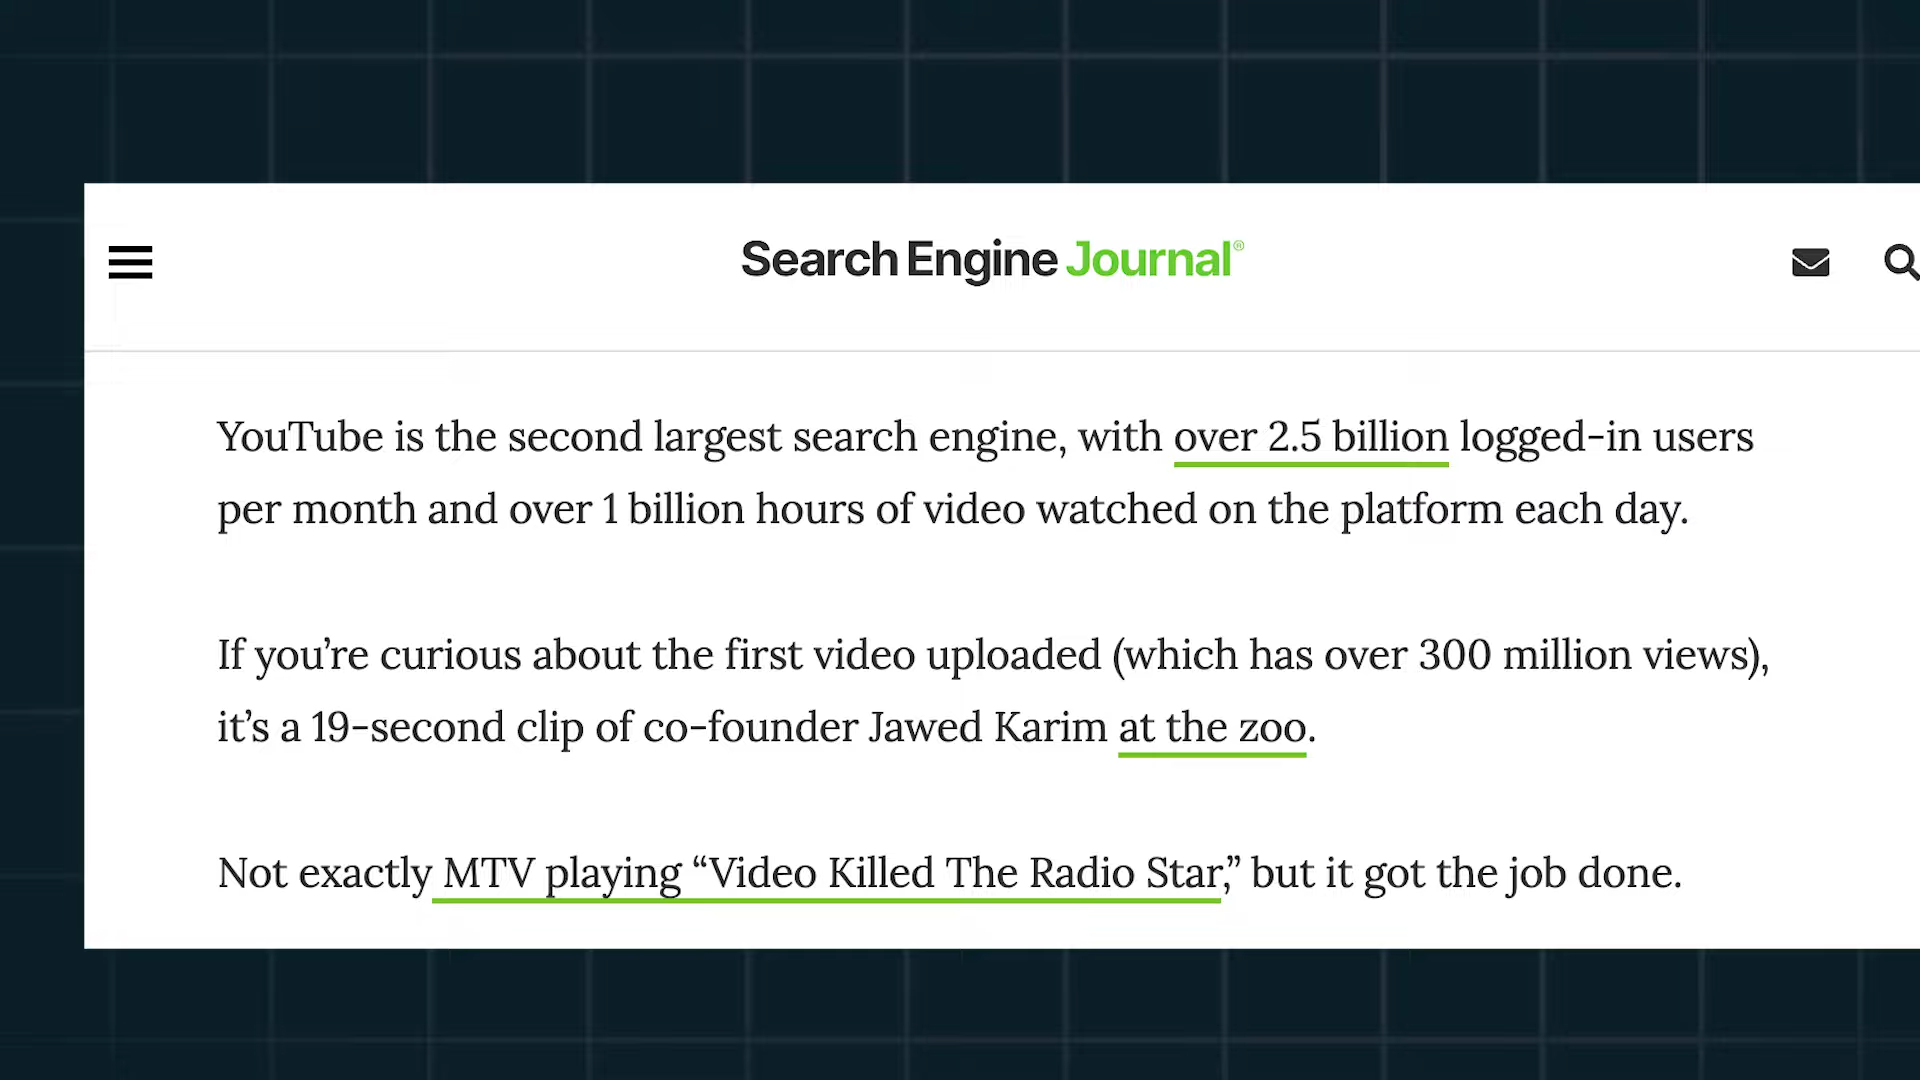 Search Engine Journal®
YouTube is the second largest search engine, with over 2.5 billion logged-in users
per month and over 1 billion hours of video watched on the platform each day.
If you’re curious about the first video uploaded (which has over 300 million views),
it’s a 19-second clip of co-founder Jawed Karim at the zoo.
Not exactly MTV playing “Video Killed The Radio Star,” but it got the job done.